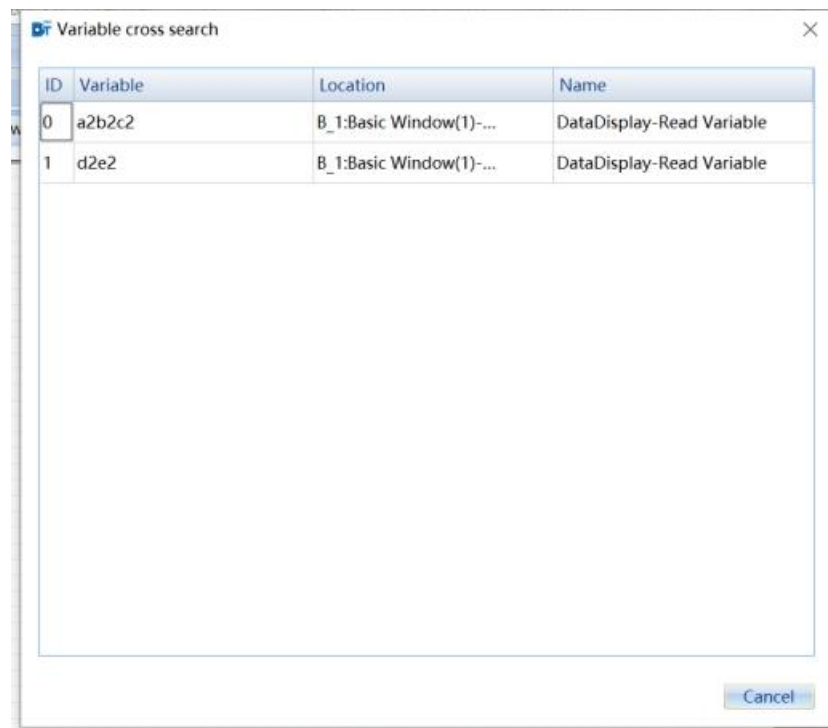 Variable cross search
ID Variable Location Name
0 a2b2c2 B_1:Basic Window(1)-... DataDisplay-Read Variable
1 d2e2 B_1:Basic Window(1)-... DataDisplay-Read Variable
Cancel